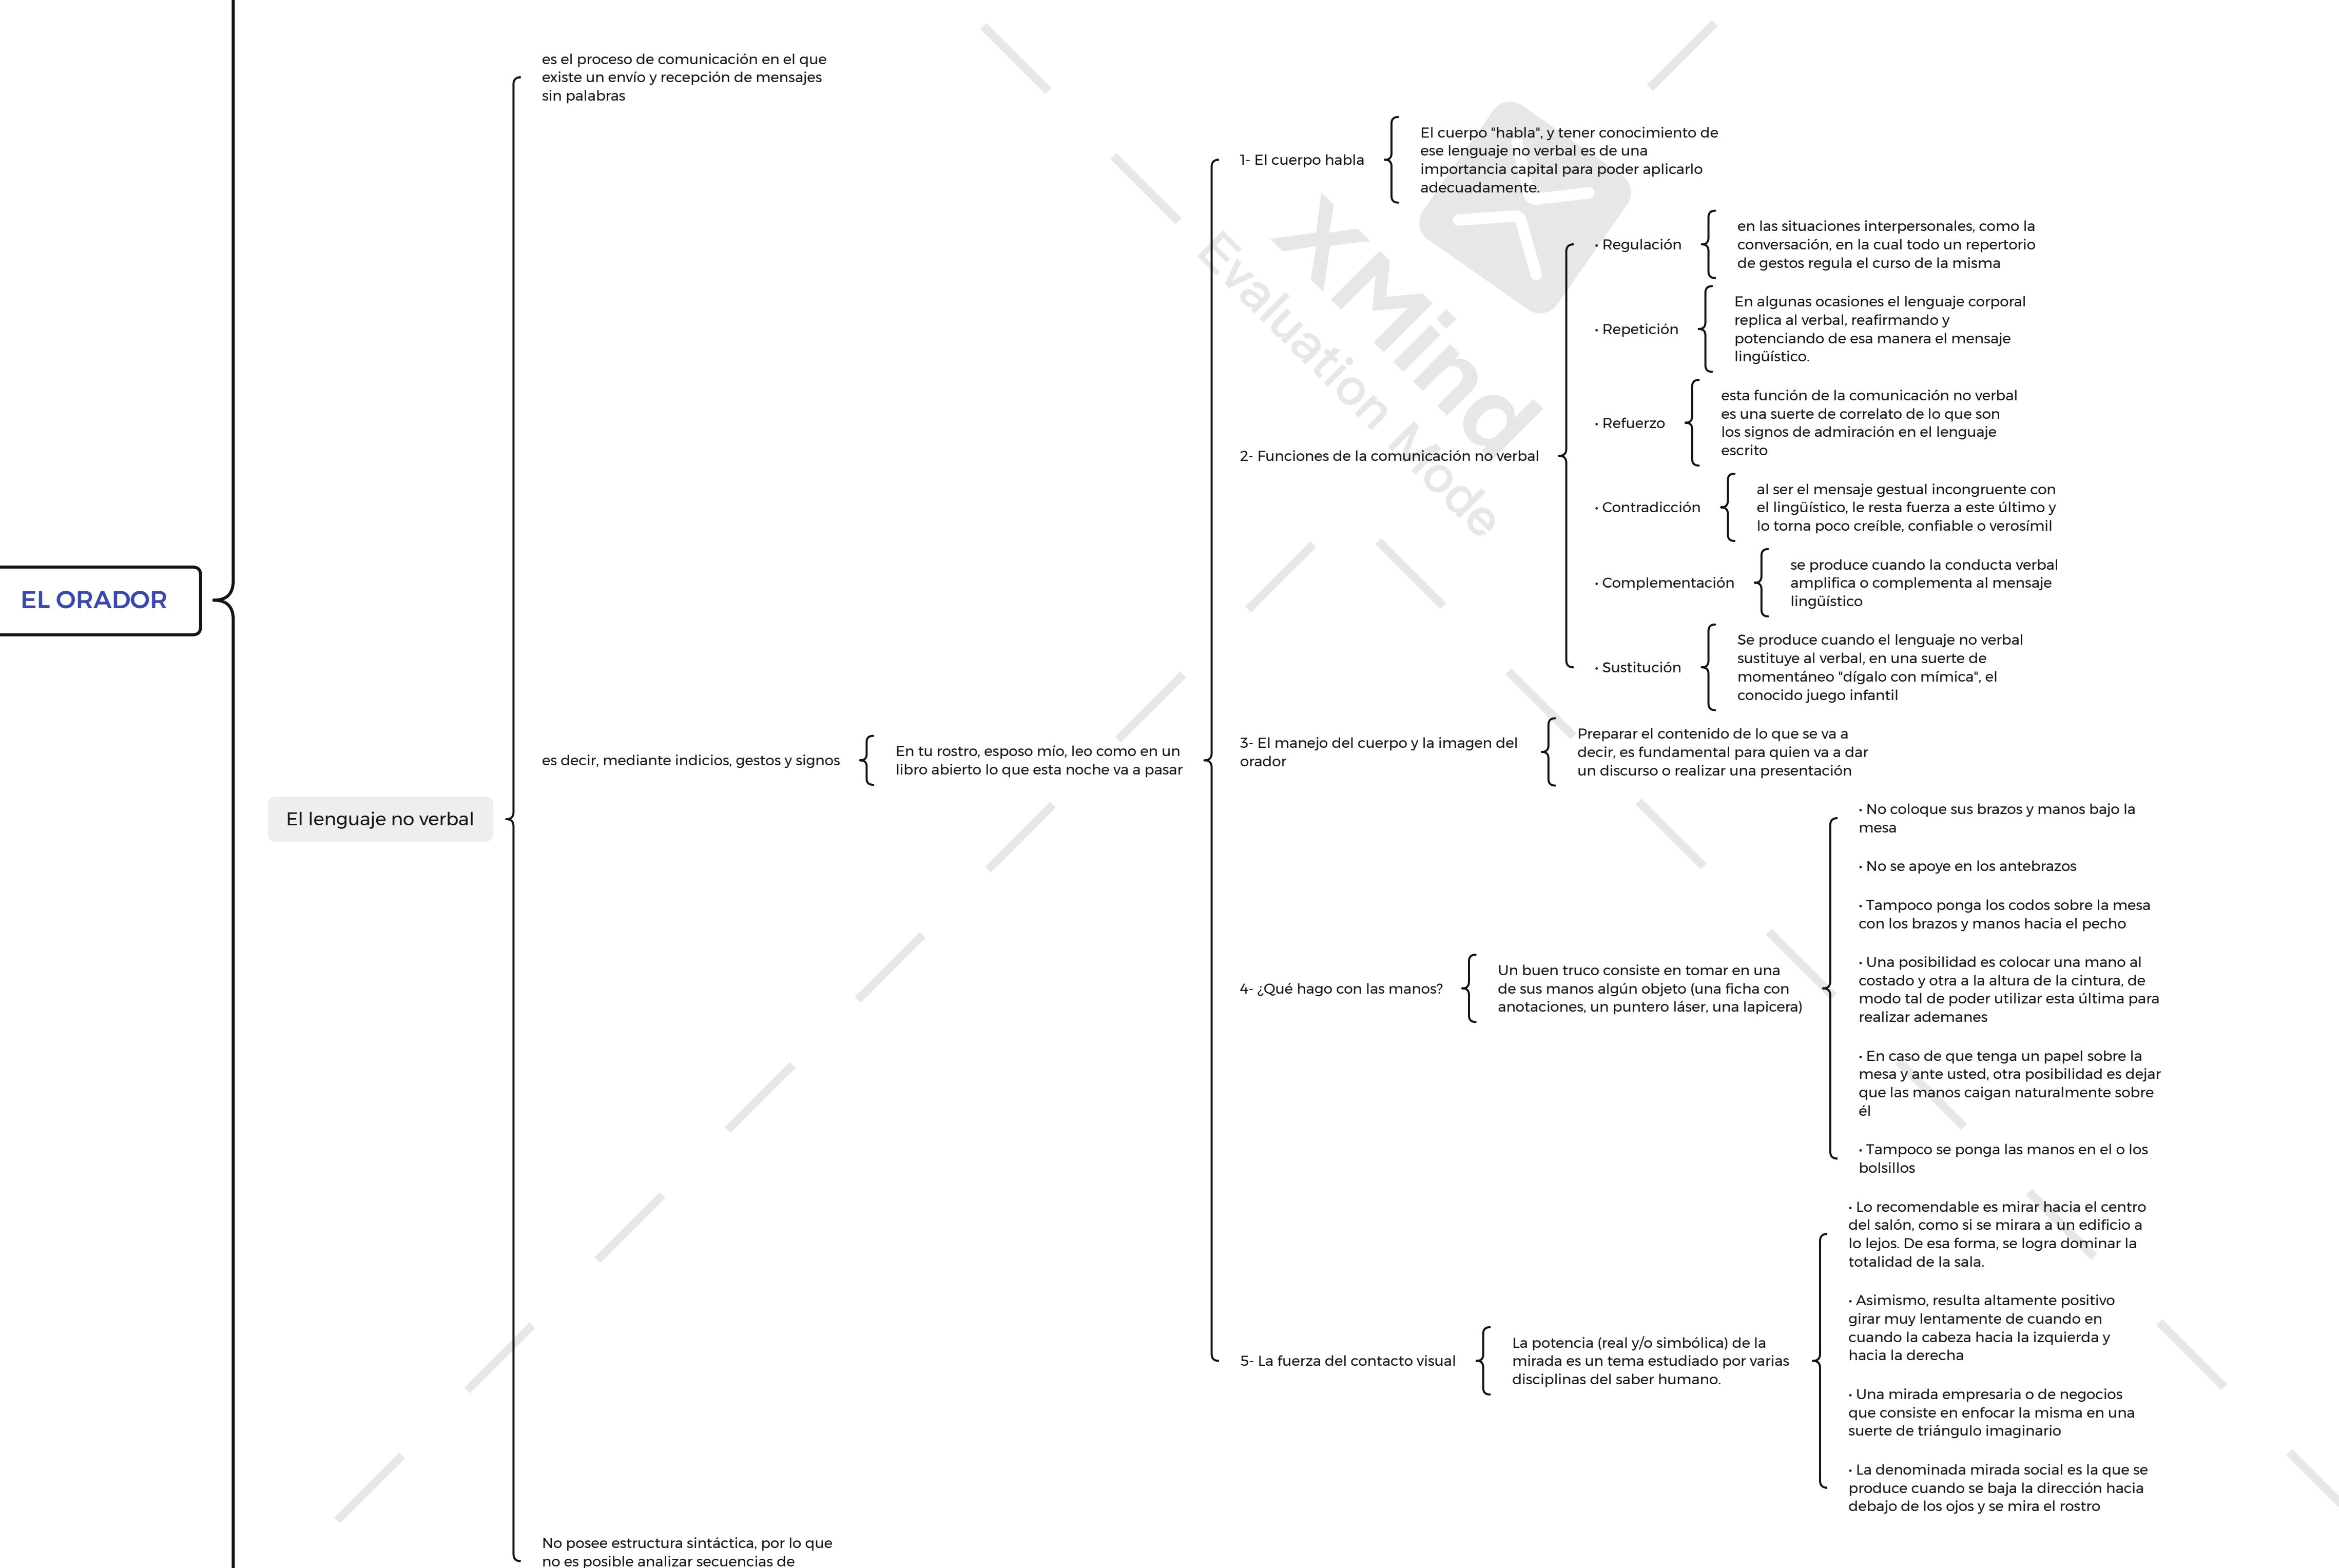 EL ORADOR
El lenguaje no verbal
es el proceso de comunicación en el que
existe un envío y recepción de mensajes
sin palabras
es decir, mediante indicios, gestos y signos
En tu rostro, esposo mío, leo como en un
libro abierto lo que esta noche va a pasar
1- El cuerpo habla
El cuerpo "habla", y tener conocimiento de
ese lenguaje no verbal es de una
importancia capital para poder aplicarlo
adecuadamente.
2- Funciones de la comunicación no verbal
• Regulación
en las situaciones interpersonales, como la
conversación, en la cual todo un repertorio
de gestos regula el curso de la misma
• Repetición
En algunas ocasiones el lenguaje corporal
replica al verbal, reafirmando y
potenciando de esa manera el mensaje
lingüístico.
• Refuerzo
esta función de la comunicación no verbal
es una suerte de correlato de lo que son
los signos de admiración en el lenguaje
escrito
• Contradicción
al ser el mensaje gestual incongruente con
el lingüístico, le resta fuerza a este último y
lo torna poco creíble, confiable o verosímil
• Complementación
se produce cuando la conducta verbal
amplifica o complementa al mensaje
lingüístico
• Sustitución
Se produce cuando el lenguaje no verbal
sustituye al verbal, en una suerte de
momentáneo "dígalo con mímica", el
conocido juego infantil
3- El manejo del cuerpo y la imagen del
orador
Preparar el contenido de lo que se va a
decir, es fundamental para quien va a dar
un discurso o realizar una presentación
4- ¿Qué hago con las manos?
Un buen truco consiste en tomar en una
de sus manos algún objeto (una ficha con
anotaciones, un puntero láser, una lapicera)
• No coloque sus brazos y manos bajo la
mesa
• No se apoye en los antebrazos
• Tampoco ponga los codos sobre la mesa
con los brazos y manos hacia el pecho
• Una posibilidad es colocar una mano al
costado y otra a la altura de la cintura, de
modo tal de poder utilizar esta última para
realizar ademanes
• En caso de que tenga un papel sobre la
mesa y ante usted, otra posibilidad es dejar
que las manos caigan naturalmente sobre
él
• Tampoco se ponga las manos en el o los
bolsillos
5- La fuerza del contacto visual
La potencia (real y/o simbólica) de la
mirada es un tema estudiado por varias
disciplinas del saber humano.
• Lo recomendable es mirar hacia el centro
del salón, como si se mirara a un edificio a
lo lejos. De esa forma, se logra dominar la
totalidad de la sala.
• Asimismo, resulta altamente positivo
girar muy lentamente de cuando en
cuando la cabeza hacia la izquierda y
hacia la derecha
• Una mirada empresaria o de negocios
que consiste en enfocar la misma en una
suerte de triángulo imaginario
• La denominada mirada social es la que se
produce cuando se baja la dirección hacia
debajo de los ojos y se mira el rostro
No posee estructura sintáctica, por lo que
no es posible analizar secuencias de
XMind
Evaluation Mode